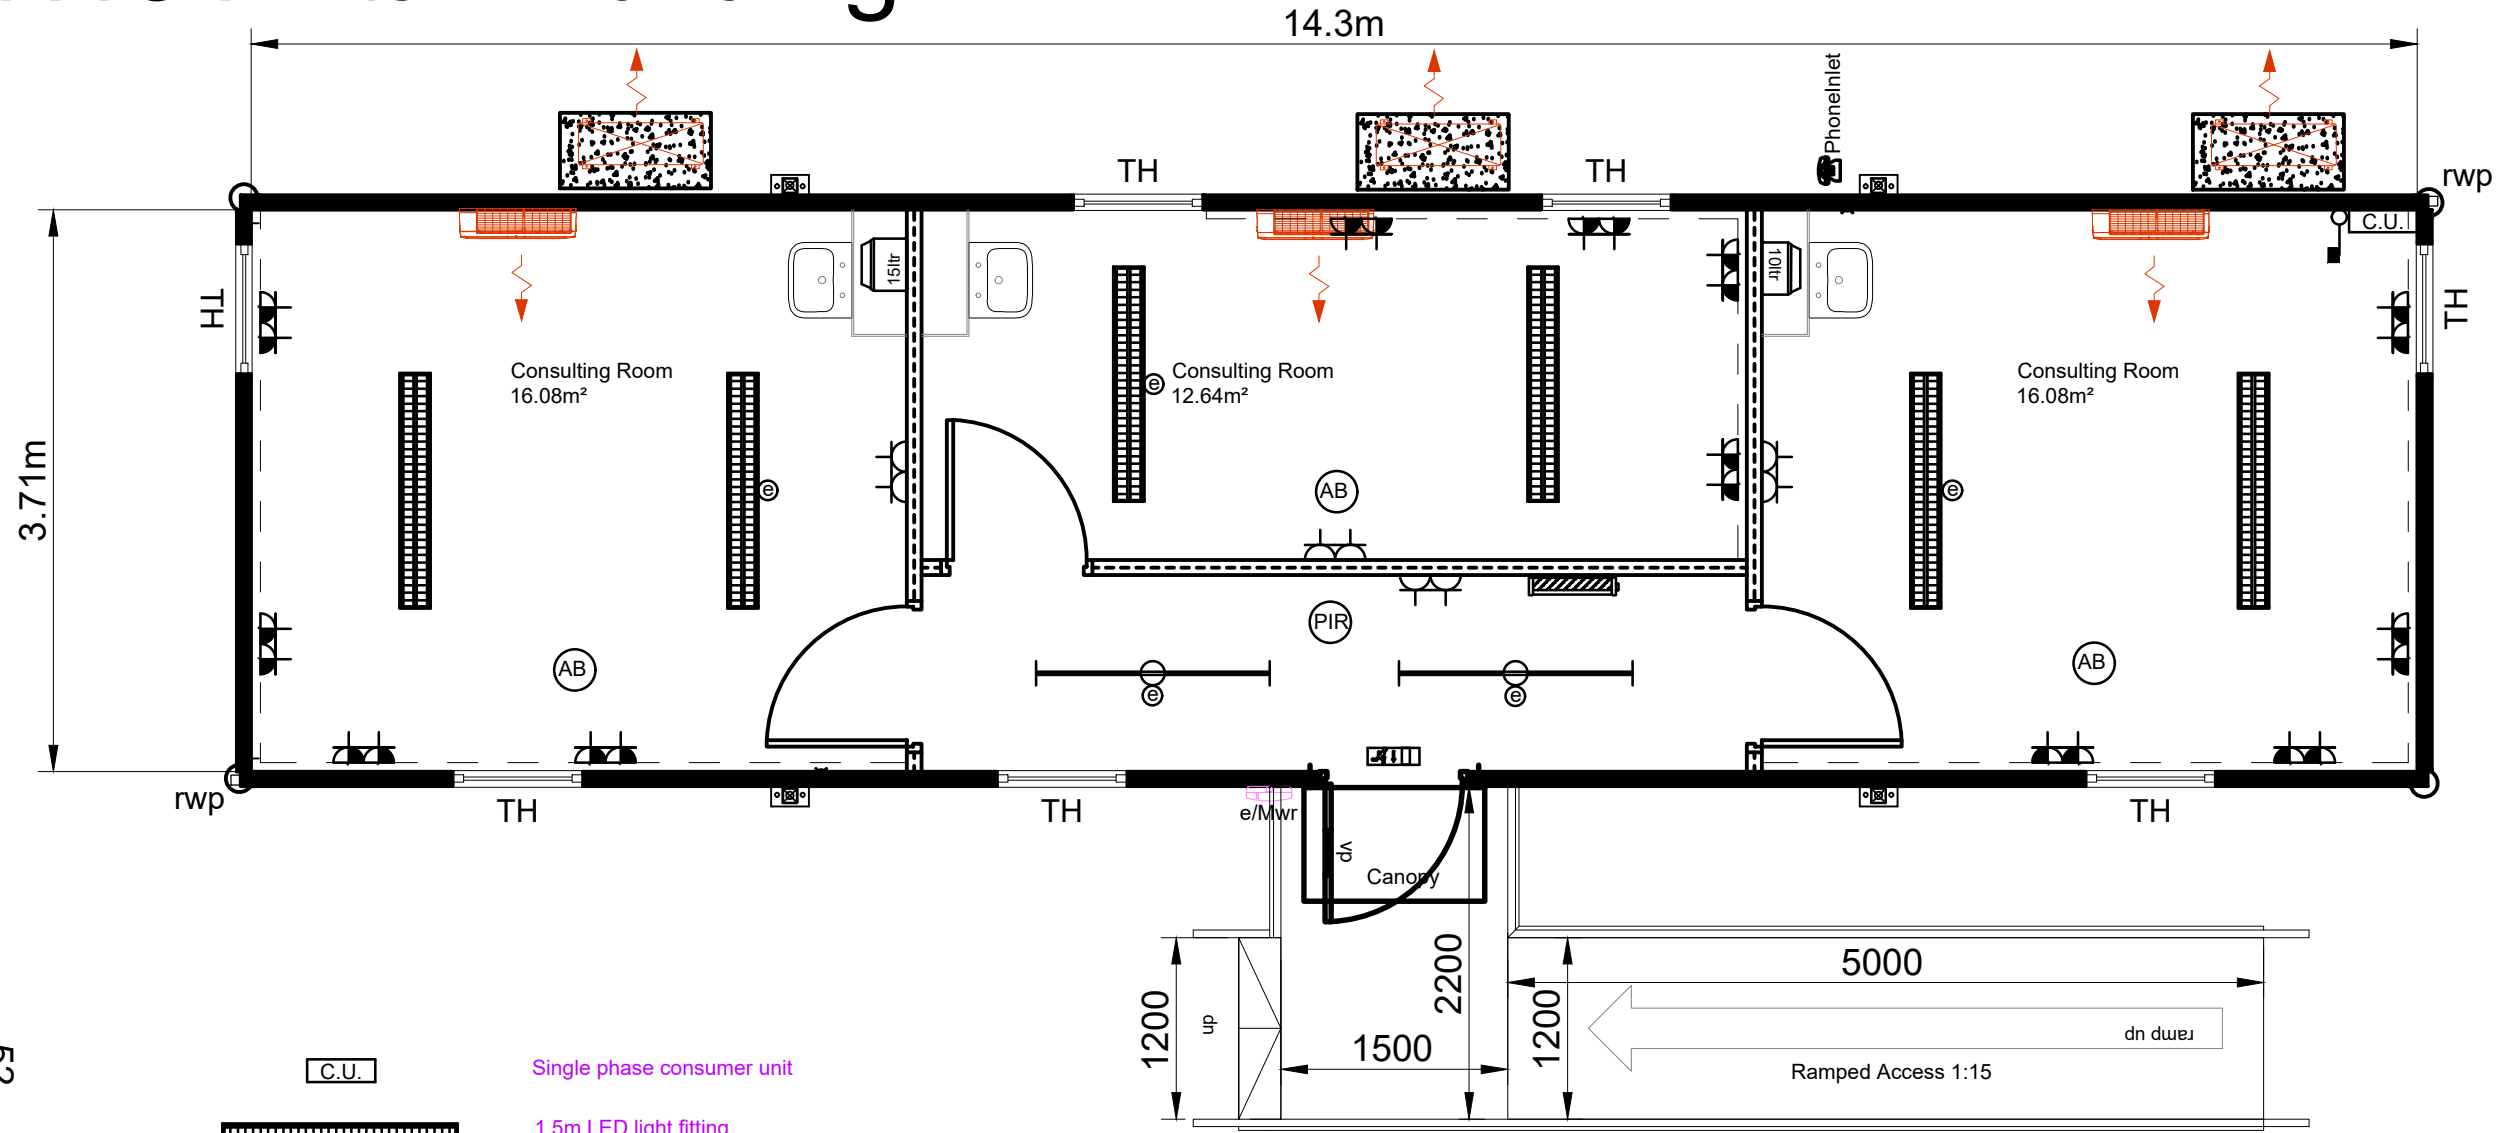 14.3m
PhoneInlet
TH
TH
rwp
C.U.
15ltr
10ltr
TH
TH
Consulting Room
16.08m²
Consulting Room
12.64m²
Consulting Room
16.08m²
e
3.71m
e
AB
e
PIR
AB
AB
e
e
rwp
TH
TH
e/Mwr
TH
vp
Canopy
5000
2200
1200
up
1500
1200
ramp up
Ramped Access 1:15
C.U.
Single phase consumer unit
1.5m LED light fitting